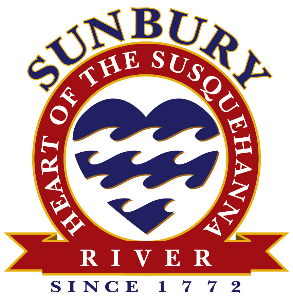 SUNBURY
HEART OF THE SUSQUEHANNA
RIVER
SINCE 1772